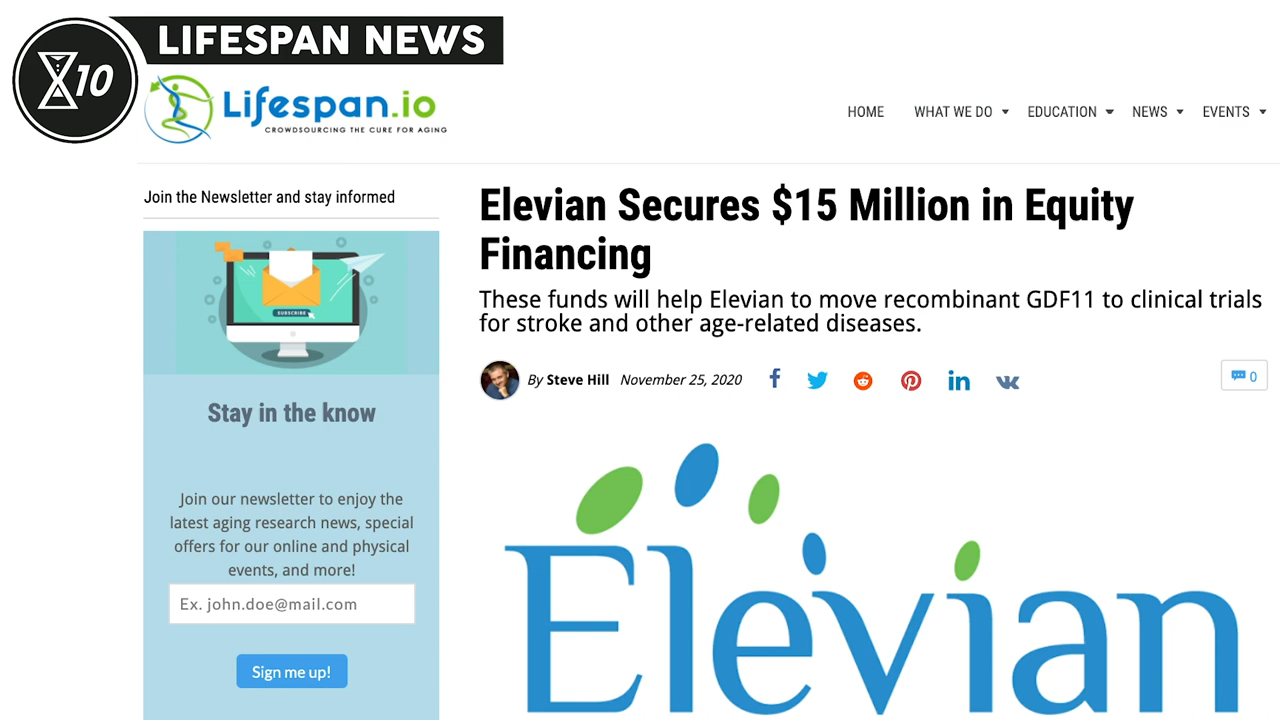 LIFESPAN NEWS
X10
Lifespan.io
CROWDSOURCING THE CURE FOR AGING
HOME WHAT WE DO EDUCATION NEWS EVENTS
Join the Newsletter and stay informed
SUBSCRIBE
Stay in the know
Join our newsletter to enjoy the
latest aging research news, special
offers for our online and physical
events, and more!
Ex. john.doe@mail.com
Sign me up!
Elevian Secures $15 Million in Equity
Financing
These funds will help Elevian to move recombinant GDF11 to clinical trials
for stroke and other age-related diseases.
By Steve Hill November 25, 2020
0
Elevian